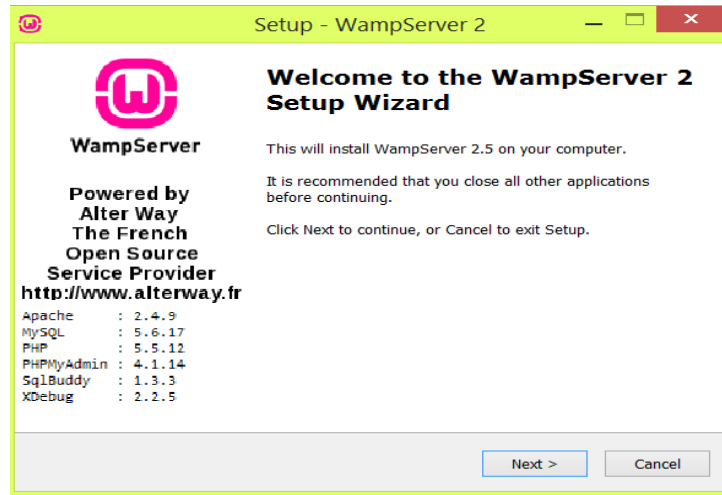 Setup - WampServer 2
WampServer
Powered by
Alter Way
The French
Open Source
Service Provider
http://www.alterway.fr
Apache : 2.4.9
MySQL : 5.6.17
PHP : 5.5.12
PHPMyAdmin : 4.1.14
SqlBuddy : 1.3.3
XDebug : 2.2.5
Welcome to the WampServer 2
Setup Wizard
This will install WampServer 2.5 on your computer.
It is recommended that you close all other applications
before continuing.
Click Next to continue, or Cancel to exit Setup.
Next >
Cancel